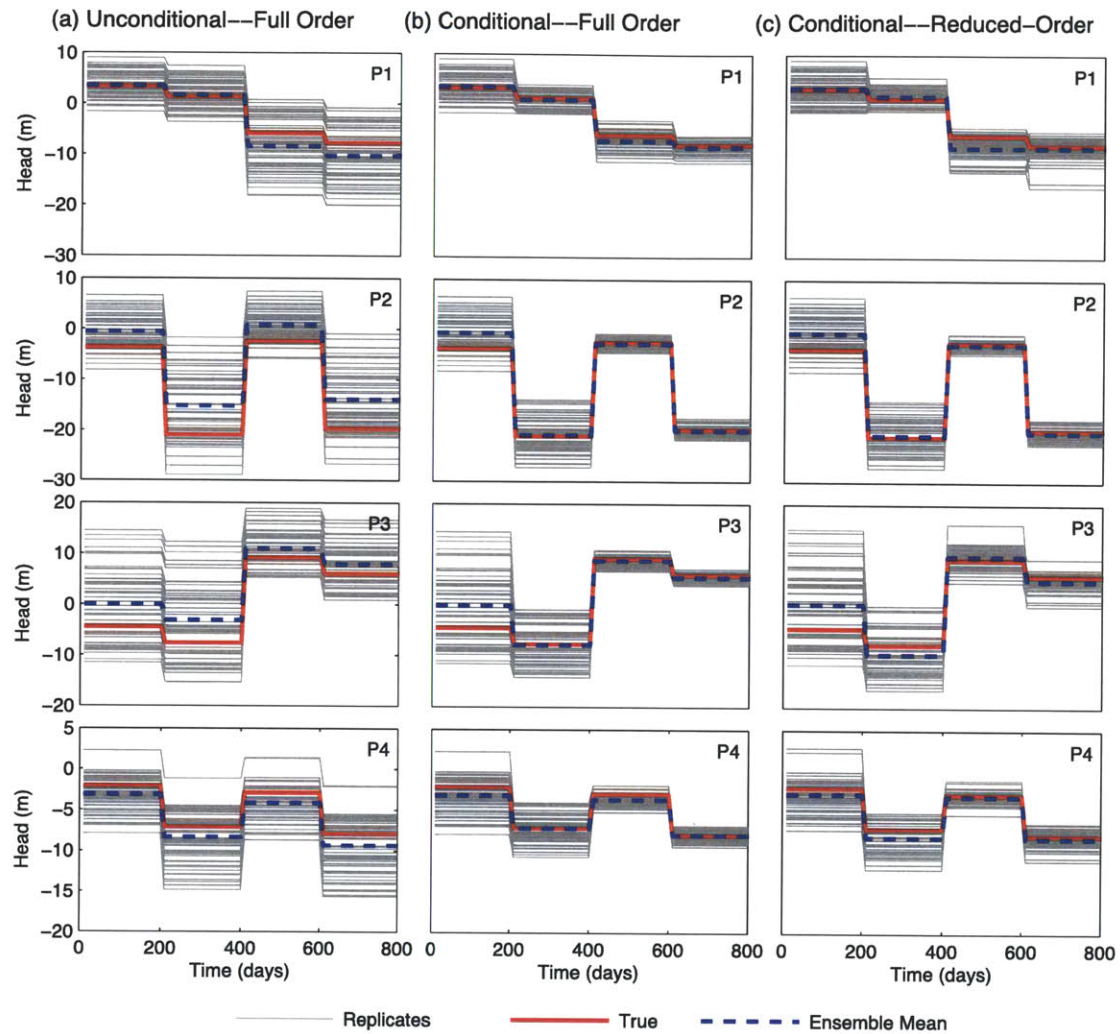 (a) Unconditional--Full Order
(b) Conditional--Full Order
(c) Conditional--Reduced-Order
Head (m)
10
0
-10
-20
-30
P1
P1
P1
Head (m)
10
0
-10
-20
-30
P2
P2
P2
Head (m)
20
10
0
-10
-20
P3
P3
P3
Head (m)
5
0
-5
-10
-15
-20
P4
P4
P4
0 200 400 600 800
0 200 400 600 800
0 200 400 600 800
Time (days)
Time (days)
Time (days)
Replicates
True
Ensemble Mean